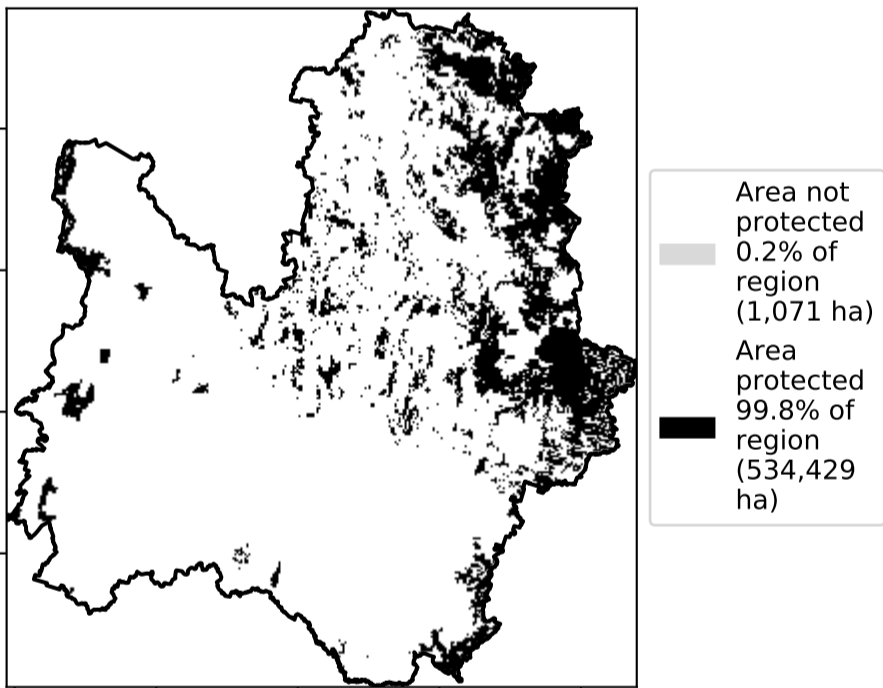 Area not
protected
0.2% of
region
(1,071 ha)
Area
protected
99.8% of
region
(534,429
ha)